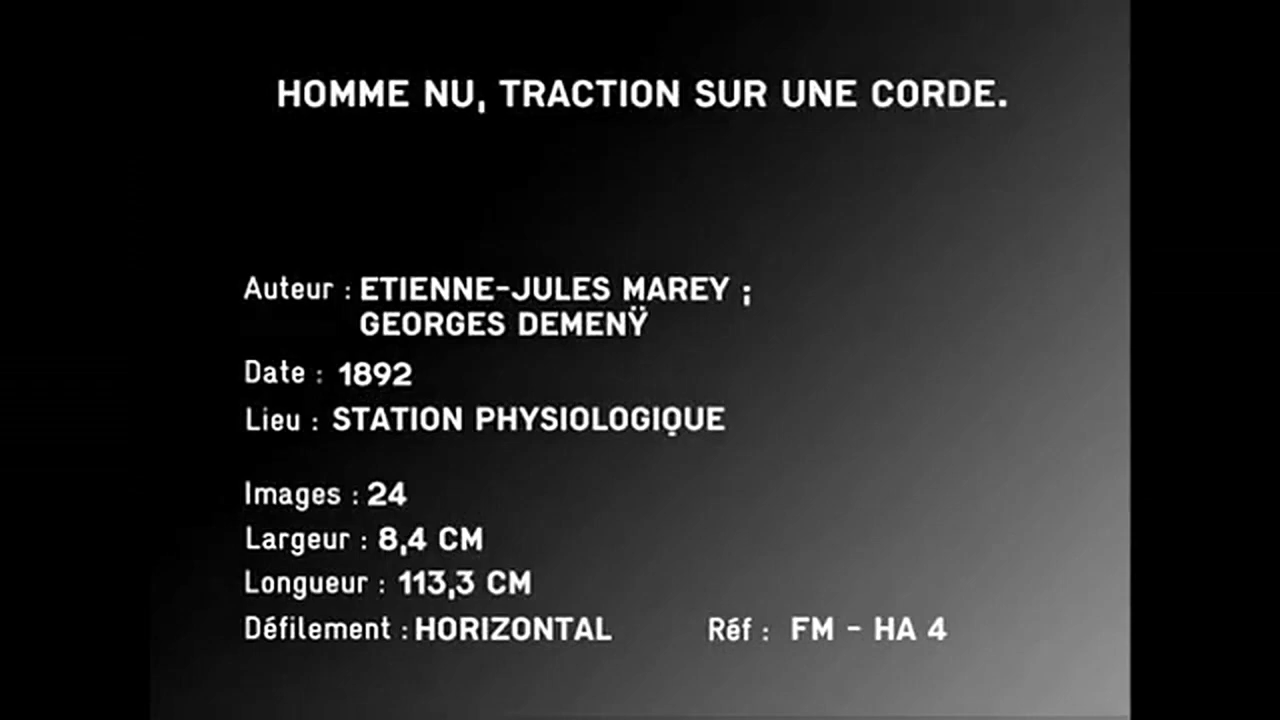 HOMME NU, TRACTION SUR UNE CORDE.
Auteur : ETIENNE-JULES MAREY ;
GEORGES DEMENŸ
Date : 1892
Lieu : STATION PHYSIOLOGIQUE
Images : 24
Largeur : 8,4 CM
Longueur : 113,3 CM
Défilement : HORIZONTAL Réf : FM - HA 4